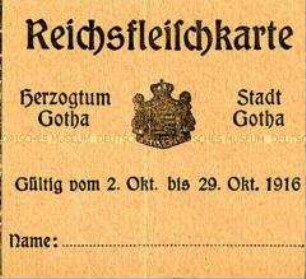 Reichsfleischkarte
Herzogtum Gotha
Stadt Gotha
Gültig vom 2. Okt. bis 29. Okt. 1916
Name: